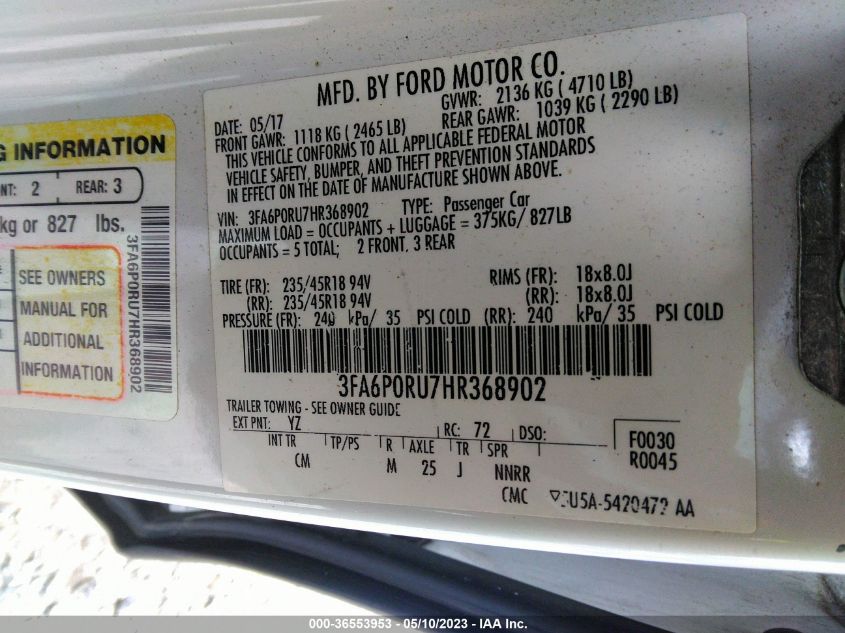 G INFORMATION
NT: 2 REAR: 3
kg or 827 lbs.
SEE OWNERS
MANUAL FOR
ADDITIONAL
INFORMATION
3FA6P0RU7HR368902
MFD. BY FORD MOTOR CO.
DATE: 05/17 GVWR: 2136 KG ( 4710 LB)
FRONT GAWR: 1118 KG ( 2465 LB) REAR GAWR: 1039 KG ( 2290 LB)
THIS VEHICLE CONFORMS TO ALL APPLICABLE FEDERAL MOTOR
VEHICLE SAFETY, BUMPER, AND THEFT PREVENTION STANDARDS
IN EFFECT ON THE DATE OF MANUFACTURE SHOWN ABOVE.
VIN: 3FA6P0RU7HR368902 TYPE: Passenger Car
MAXIMUM LOAD = OCCUPANTS + LUGGAGE = 375KG/ 827LB
OCCUPANTS = 5 TOTAL; 2 FRONT, 3 REAR
TIRE (FR): 235/45R18 94V RIMS (FR): 18x8.0J
(RR): 235/45R18 94V (RR): 18x8.0J
PRESSURE (FR): 240 kPa/ 35 PSI COLD (RR): 240 kPa/ 35 PSI COLD
3FA6P0RU7HR368902
TRAILER TOWING - SEE OWNER GUIDE
EXT PNT: YZ RC: 72 DSO: F0030
INT TR TP/PS R AXLE TR SPR R0045
CM M 25 J NNRR
CMC
000-36553953 - 05/10/2023 - IAA Inc.